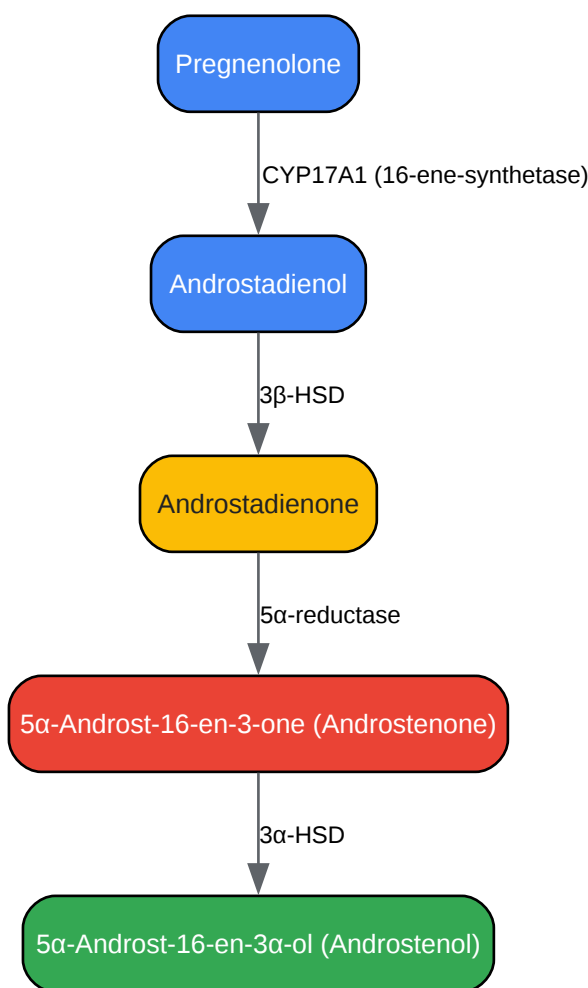 Pregnenolone
CYP17A1 (16-ene-synthetase)
Androstadienol
3β-HSD
Androstadienone
5α-reductase
5α-Androst-16-en-3-one (Androstenone)
3α-HSD
5α-Androst-16-en-3α-ol (Androstenol)